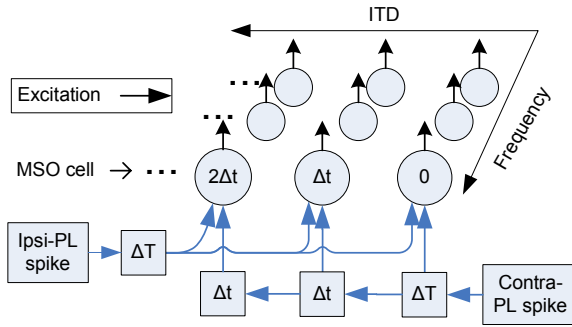 ITD
Excitation
Frequency
MSO cell → ...
2Δt
Δt
0
Ipsi-PL
spike
ΔT
Δt
Δt
ΔT
Contra-
PL spike